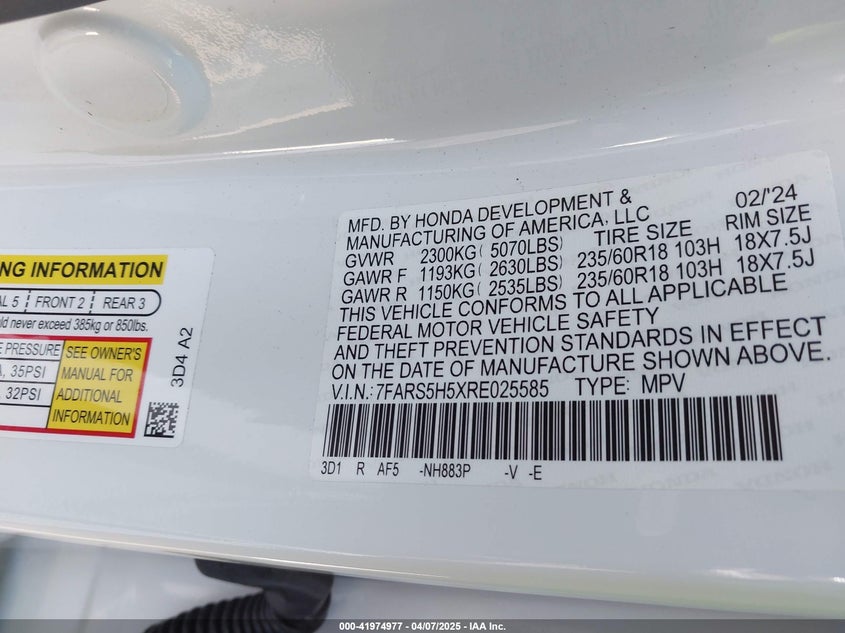 NG INFORMATION
AL 5 FRONT 2 REAR 3
uld never exceed 385kg or 850lbs.
E PRESSURE
A, 35PSI
, 32PSI
SEE OWNER'S
MANUAL FOR
ADDITIONAL
INFORMATION
3D4 A2
MFD. BY HONDA DEVELOPMENT & 02/'24
MANUFACTURING OF AMERICA, LLC
GVWR 2300KG( 5070LBS) TIRE SIZE RIM SIZE
GAWR F 1193KG( 2630LBS) 235/60R18 103H 18X7.5J
GAWR R 1150KG( 2535LBS) 235/60R18 103H 18X7.5J
THIS VEHICLE CONFORMS TO ALL APPLICABLE
FEDERAL MOTOR VEHICLE SAFETY
AND THEFT PREVENTION STANDARDS IN EFFECT
ON THE DATE OF MANUFACTURE SHOWN ABOVE.
V.I.N.:7FARS5H5XRE025585 TYPE: MPV
3D1 R AF5 -NH883P -V -E
000-41974977 - 04/07/2025 - IAA Inc.